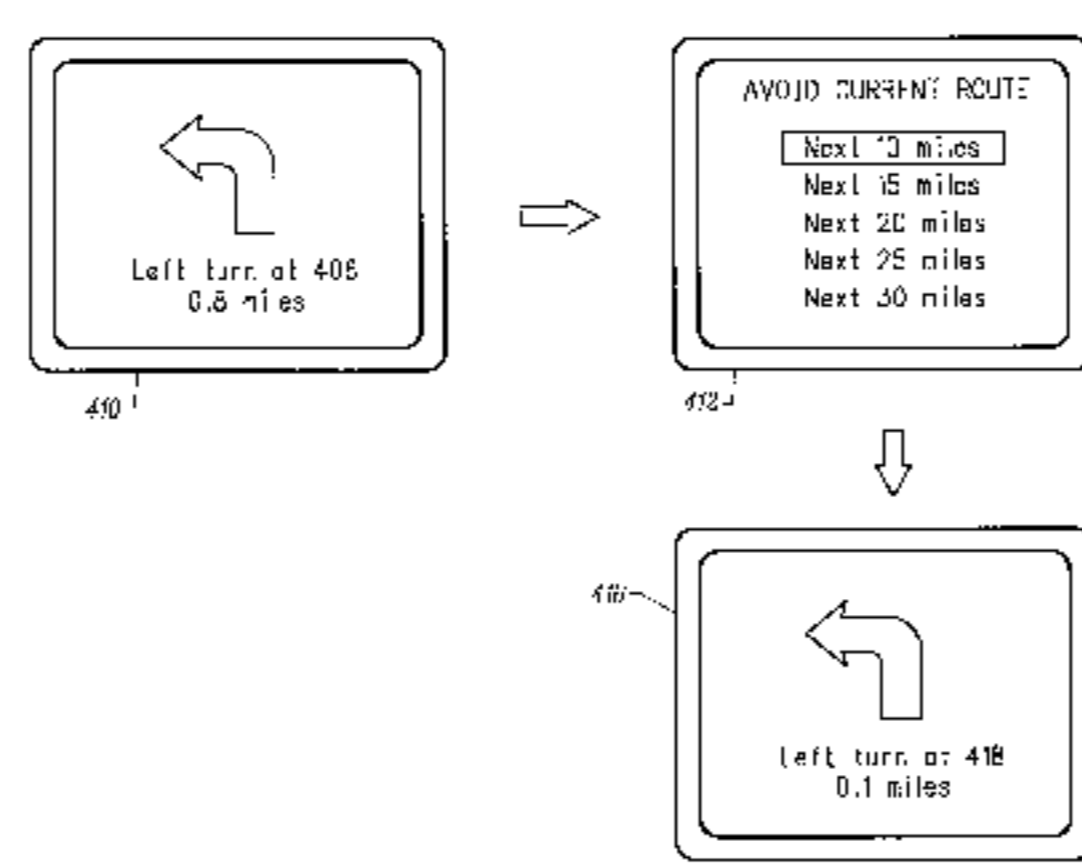 Left turn at 406
0.8 miles
410
AVOID CURRENT ROUTE
Next 10 miles
Next 15 miles
Next 20 miles
Next 25 miles
Next 30 miles
412
Left turn at 418
0.1 miles